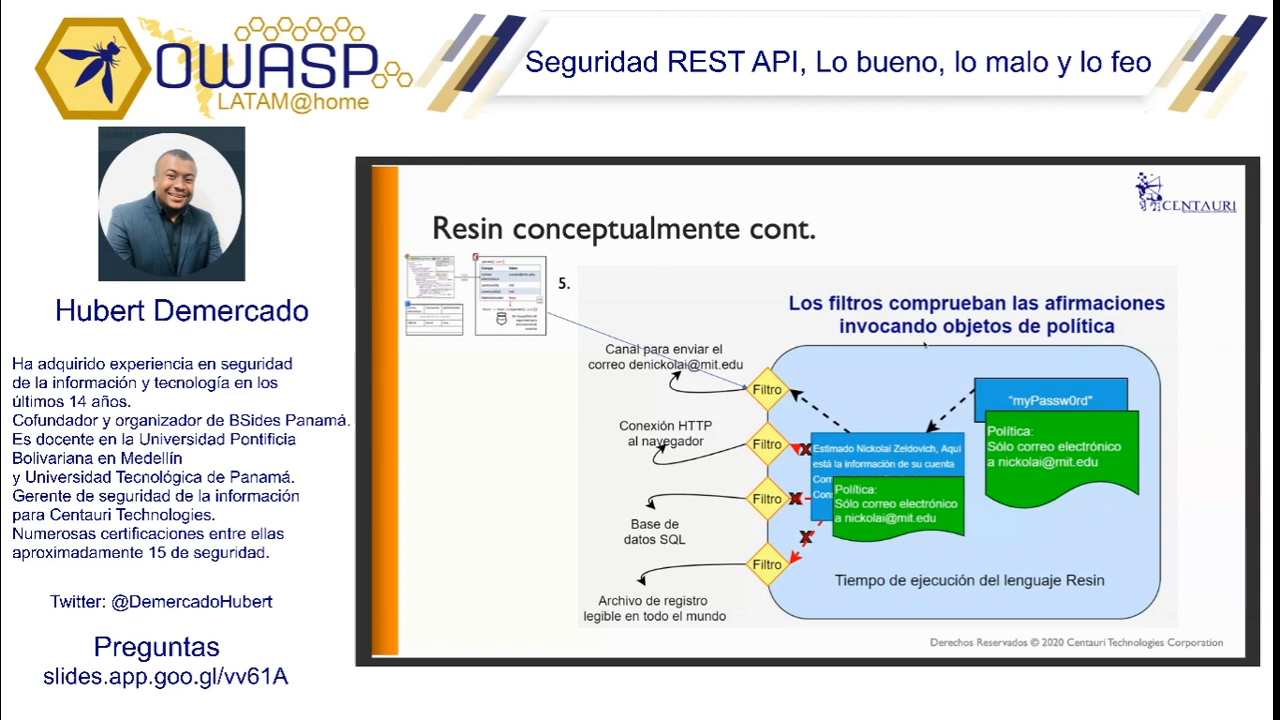 OWASP
LATAM@home
Seguridad REST API, Lo bueno, lo malo y lo feo
Hubert Demercado
Ha adquirido experiencia en seguridad
de la información y tecnología en los
últimos 14 años.
Cofundador y organizador de BSides Panamá.
Es docente en la Universidad Pontificia
Bolivariana en Medellín
y Universidad Tecnológica de Panamá.
Gerente de seguridad de la información
para Centauri Technologies.
Numerosas certificaciones entre ellas
aproximadamente 15 de seguridad.
Twitter: @DemercadoHubert
Preguntas
slides.app.goo.gl/vv61A
CENTAURI
Resin conceptualmente cont.
5.
Los filtros comprueban las afirmaciones
invocando objetos de política
Canal para enviar el
correo denickolai@mit.edu
Filtro
Conexión HTTP
al navegador
Filtro
Base de
datos SQL
Filtro
Archivo de registro
legible en todo el mundo
Filtro
"myPassw0rd"
Política:
Sólo correo electrónico
a nickolai@mit.edu
Estimado Nickolai Zeldovich, Aquí
está la información de su cuenta
Corr
Cons
Política:
Sólo correo electrónico
a nickolai@mit.edu
Tiempo de ejecución del lenguaje Resin
Derechos Reservados © 2020 Centauri Technologies Corporation